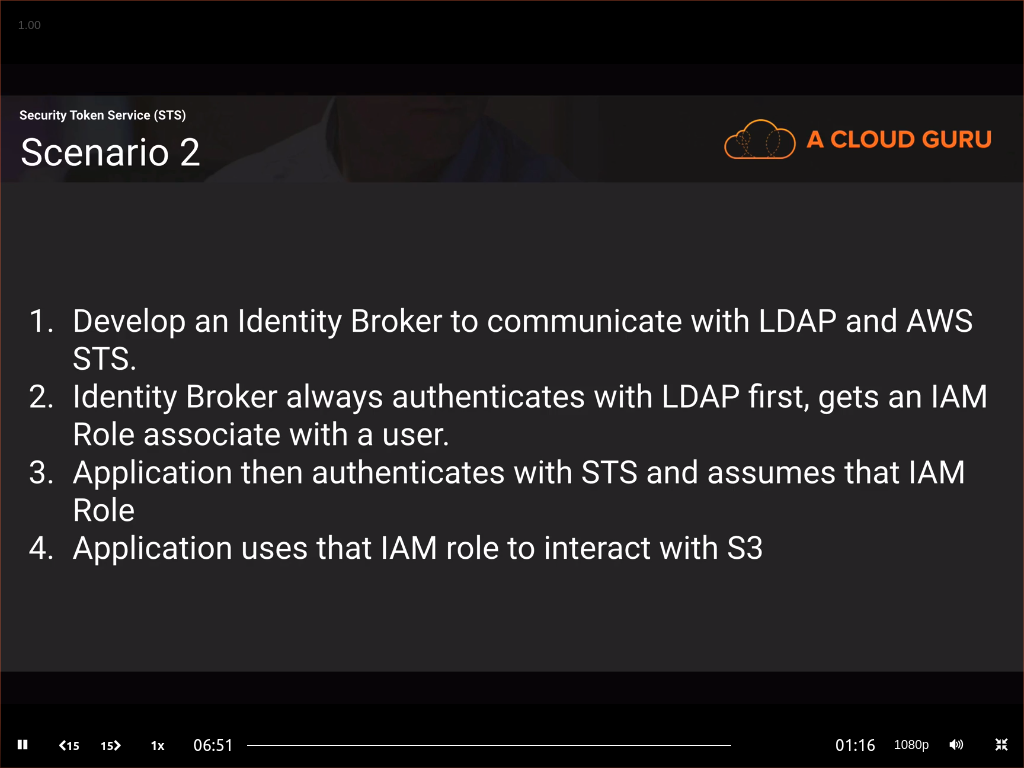 1.00
Security Token Service (STS)
Scenario 2
A CLOUD GURU
1. Develop an Identity Broker to communicate with LDAP and AWS
STS.
2. Identity Broker always authenticates with LDAP first, gets an IAM
Role associate with a user.
3. Application then authenticates with STS and assumes that IAM
Role
4. Application uses that IAM role to interact with S3
15 15 1x 06:51 01:16 1080p